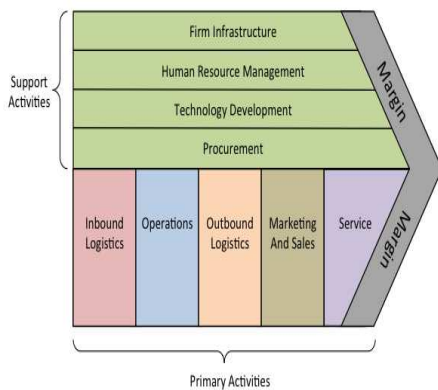 Firm Infrastructure
Human Resource Management
Support
Activities
Technology Development
Procurement
Margin
Margin
Inbound
Logistics
Operations
Outbound
Logistics
Marketing
And Sales
Service
Primary Activities